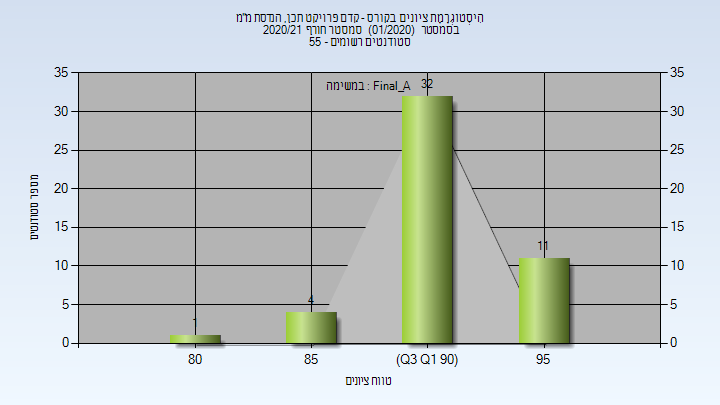 היסטוגרמת ציונים בקורס - קדם פרויקט תכן, הנדסת מ"מ
בסמסטר (01/2020) סמסטר חורף 2020/21
סטודנטים רשומים - 55
במשימה : Final_A
35 35
30 30
25 25
20 20
15 15
10 10
5 5
0 0
1 4 32 11
80 85 (Q3 Q1 90) 95
מספר סטודנטים
טווח ציונים